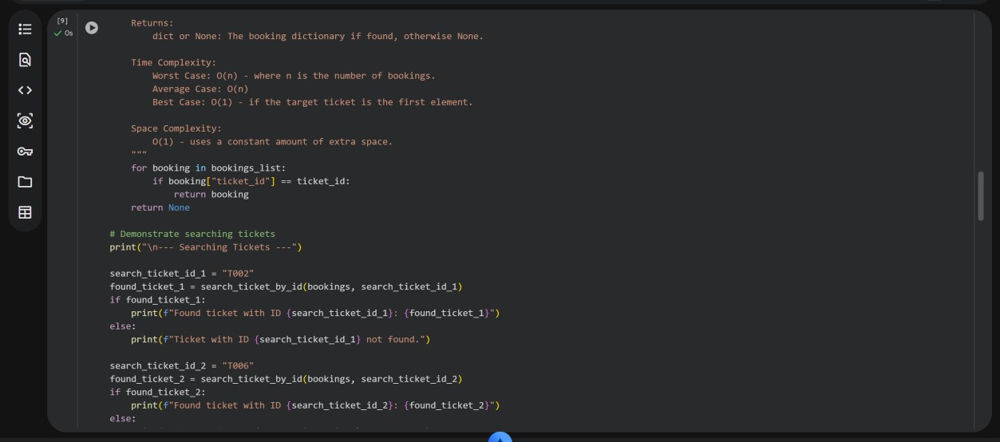 [9]
0s
Returns:
dict or None: The booking dictionary if found, otherwise None.
Time Complexity:
Worst Case: O(n) - where n is the number of bookings.
Average Case: O(n)
Best Case: O(1) - if the target ticket is the first element.
Space Complexity:
O(1) - uses a constant amount of extra space.
"""
for booking in bookings_list:
if booking["ticket_id"] == ticket_id:
return booking
return None
# Demonstrate searching tickets
print("\n--- Searching Tickets ---")
search_ticket_id_1 = "T002"
found_ticket_1 = search_ticket_by_id(bookings, search_ticket_id_1)
if found_ticket_1:
print(f"Found ticket with ID {search_ticket_id_1}: {found_ticket_1}")
else:
print(f"Ticket with ID {search_ticket_id_1} not found.")
search_ticket_id_2 = "T006"
found_ticket_2 = search_ticket_by_id(bookings, search_ticket_id_2)
if found_ticket_2:
print(f"Found ticket with ID {search_ticket_id_2}: {found_ticket_2}")
else: